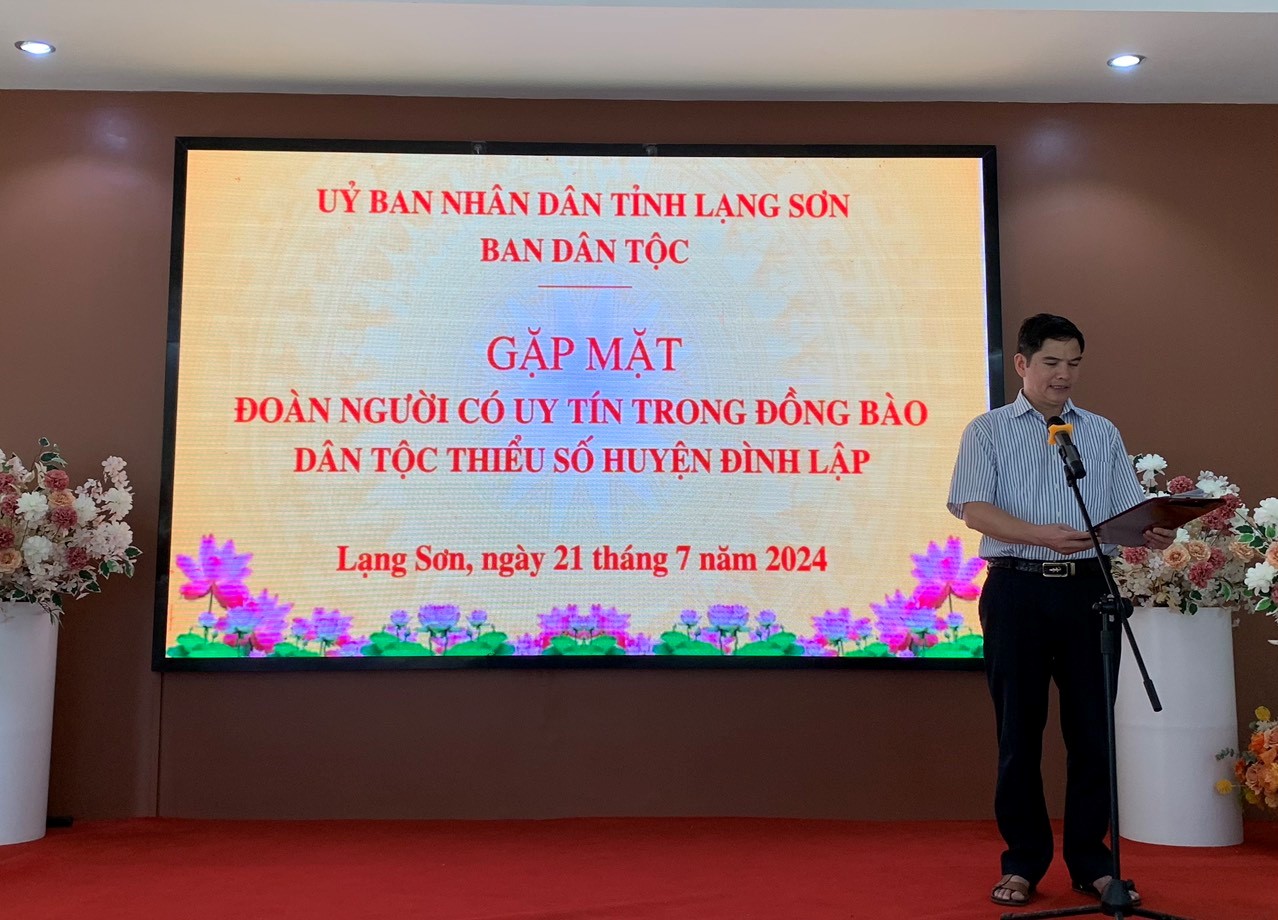 UỶ BAN NHÂN DÂN TỈNH LẠNG SƠN
BAN DÂN TỘC
GẶP MẶT
ĐOÀN NGƯỜI CÓ UY TÍN TRONG ĐỒNG BÀO
DÂN TỘC THIỂU SỐ HUYỆN ĐÌNH LẬP
Lạng Sơn, ngày 21 tháng 7 năm 2024